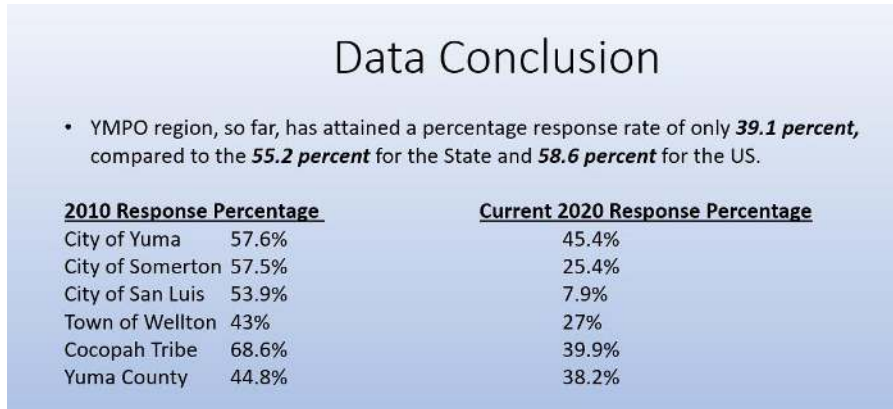 Data Conclusion
• YMPO region, so far, has attained a percentage response rate of only 39.1 percent,
compared to the 55.2 percent for the State and 58.6 percent for the US.
2010 Response Percentage Current 2020 Response Percentage
City of Yuma 57.6% 45.4%
City of Somerton 57.5% 25.4%
City of San Luis 53.9% 7.9%
Town of Wellton 43% 27%
Cocopah Tribe 68.6% 39.9%
Yuma County 44.8% 38.2%